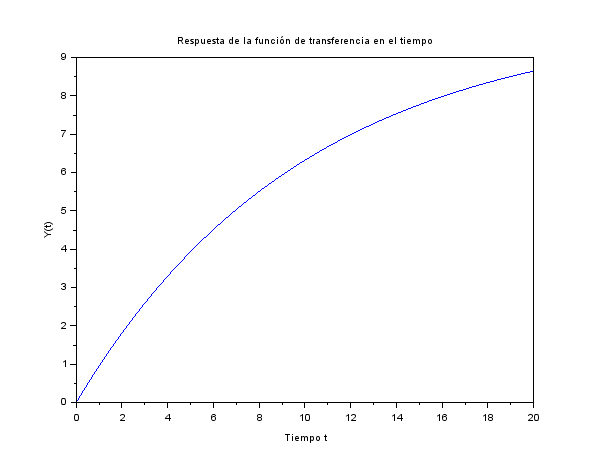 Respuesta de la función de transferencia en el tiempo
9
8
7
6
5
4
3
2
1
0
Y(t)
0 2 4 6 8 10 12 14 16 18 20
Tiempo t